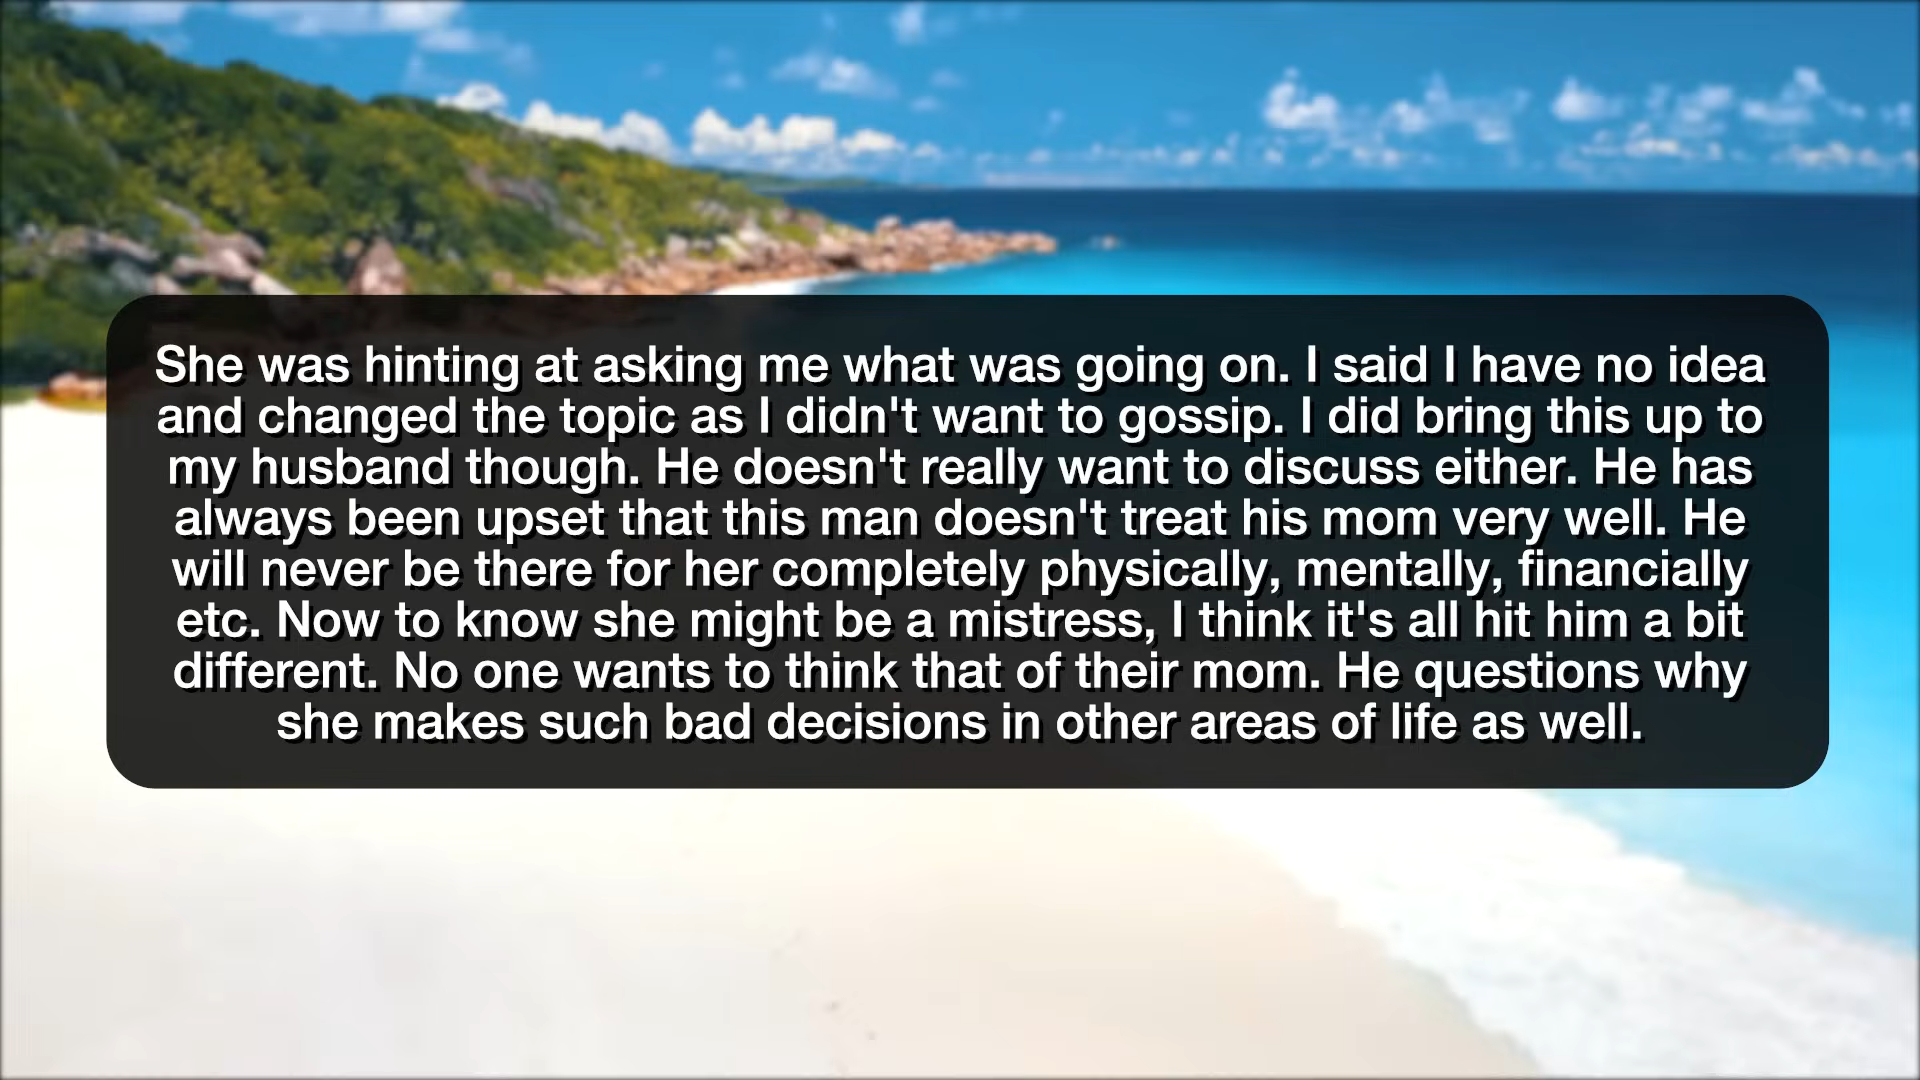 She was hinting at asking me what was going on. I said I have no idea
and changed the topic as I didn't want to gossip. I did bring this up to
my husband though. He doesn't really want to discuss either. He has
always been upset that this man doesn't treat his mom very well. He
will never be there for her completely physically, mentally, financially
etc. Now to know she might be a mistress, I think it's all hit him a bit
different. No one wants to think that of their mom. He questions why
she makes such bad decisions in other areas of life as well.